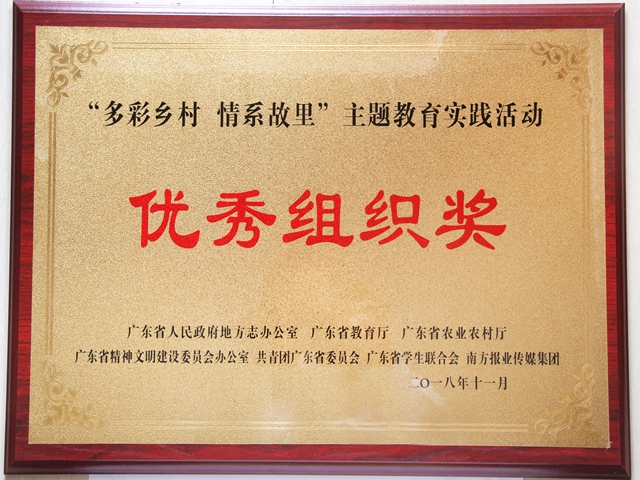 “多彩乡村 情系故里”主题教育实践活动
优秀组织奖
广东省人民政府地方志办公室 广东省教育厅 广东省农业农村厅
广东省精神文明建设委员会办公室 共青团广东省委员会 广东省学生联合会 南方报业传媒集团
二〇一八年十一月